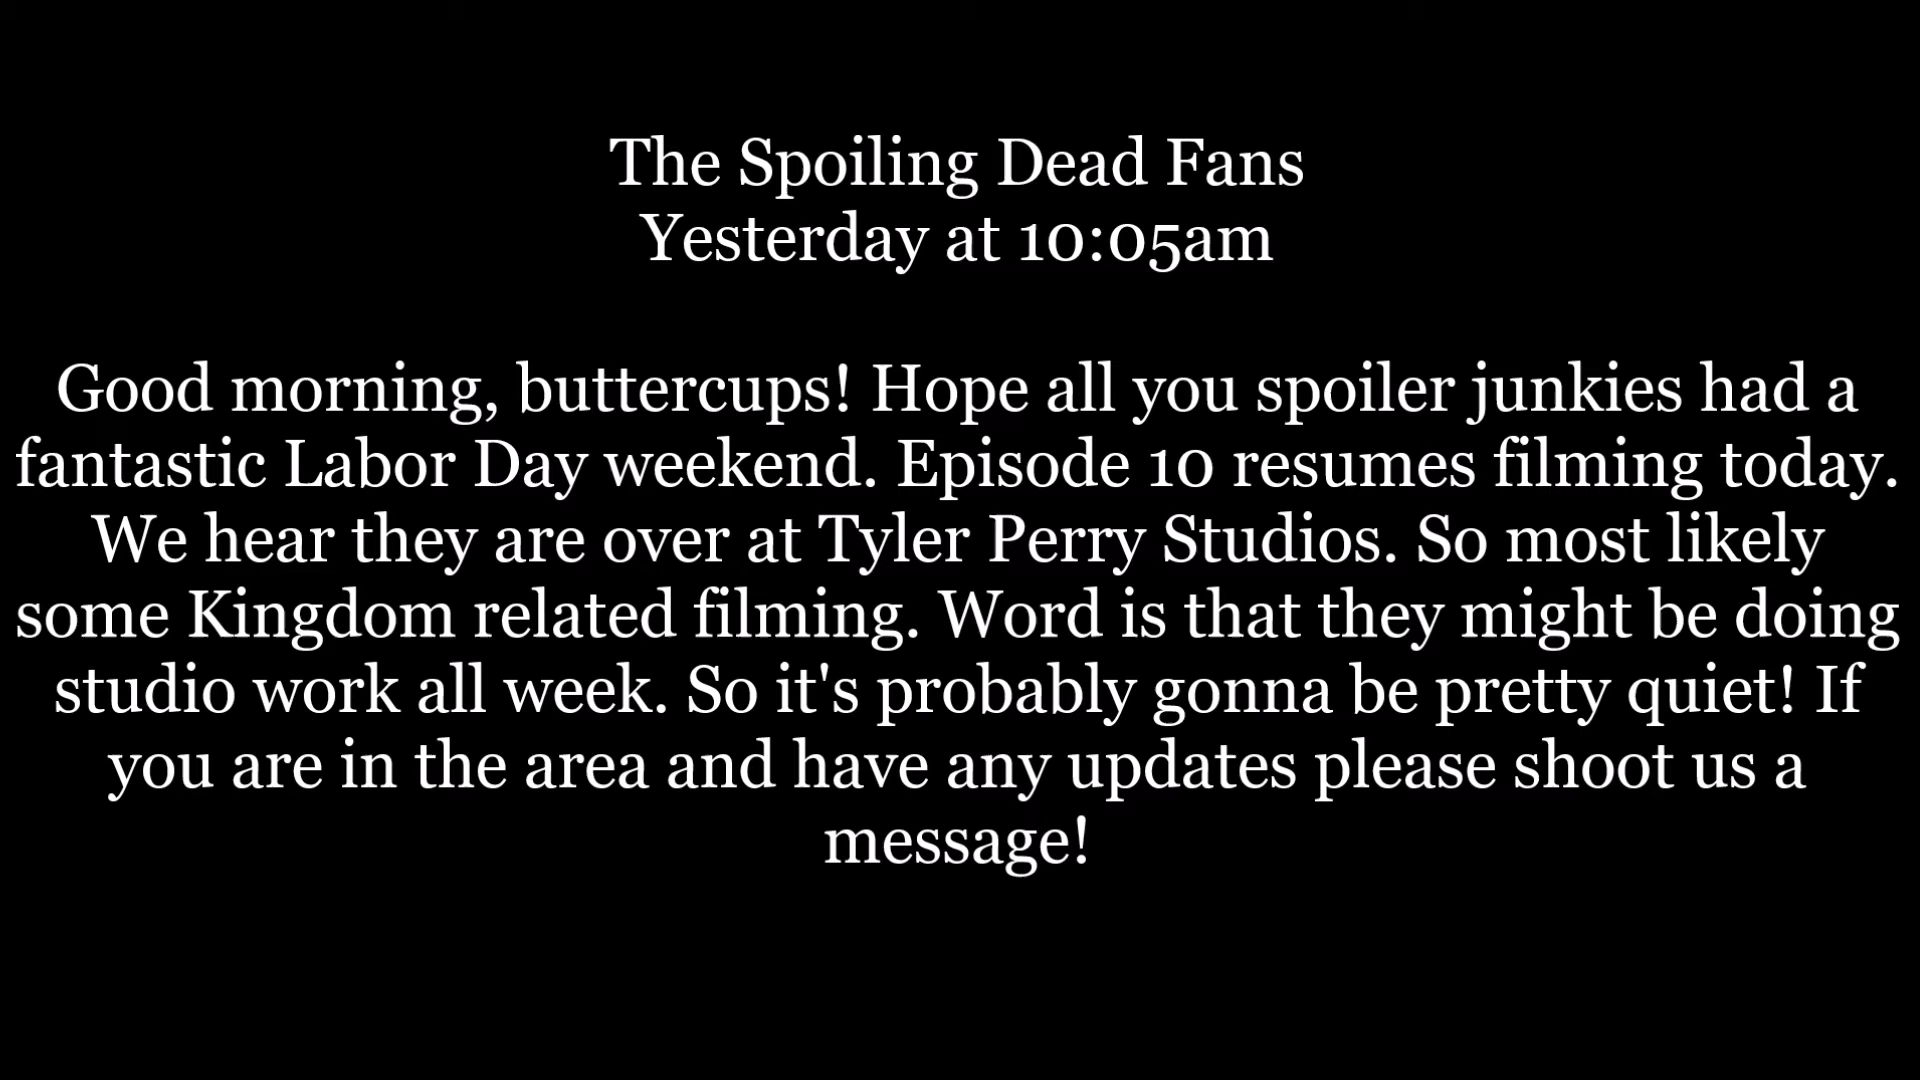 The Spoiling Dead Fans
Yesterday at 10:05am
Good morning, buttercups! Hope all you spoiler junkies had a
fantastic Labor Day weekend. Episode 10 resumes filming today.
We hear they are over at Tyler Perry Studios. So most likely
some Kingdom related filming. Word is that they might be doing
studio work all week. So it's probably gonna be pretty quiet! If
you are in the area and have any updates please shoot us a
message!